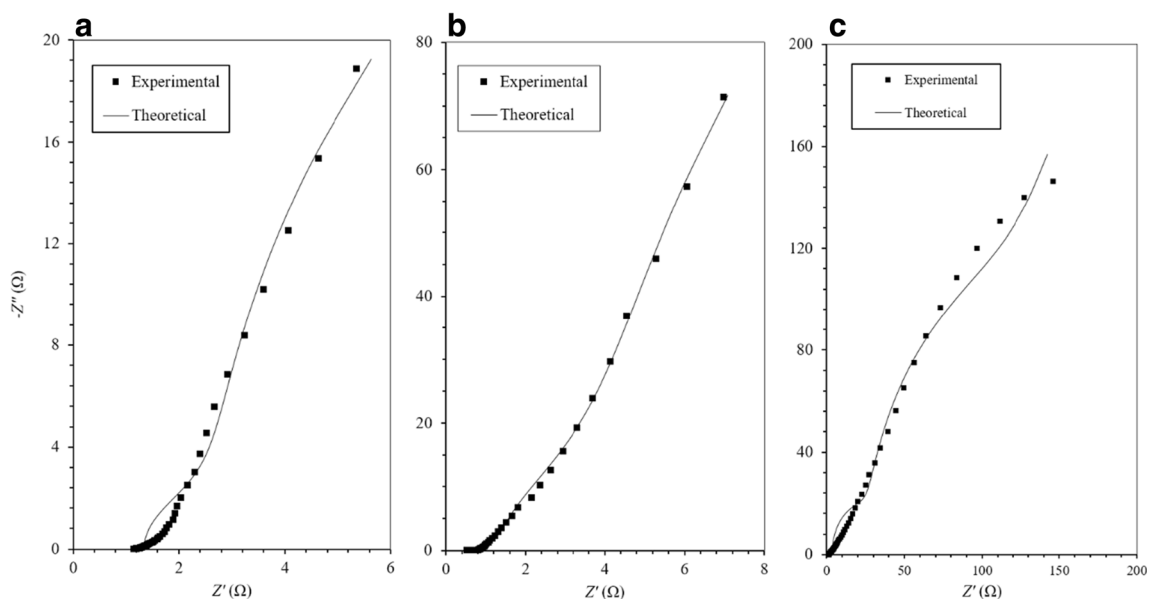 a
20
16
12
8
4
0
0
2
4
6
Experimental
Theoretical
-Z" (Ω)
Z' (Ω)
b
80
60
40
20
0
0
2
4
6
8
Experimental
Theoretical
Z' (Ω)
c
200
160
120
80
40
0
0
50
100
150
200
Experimental
Theoretical
Z' (Ω)